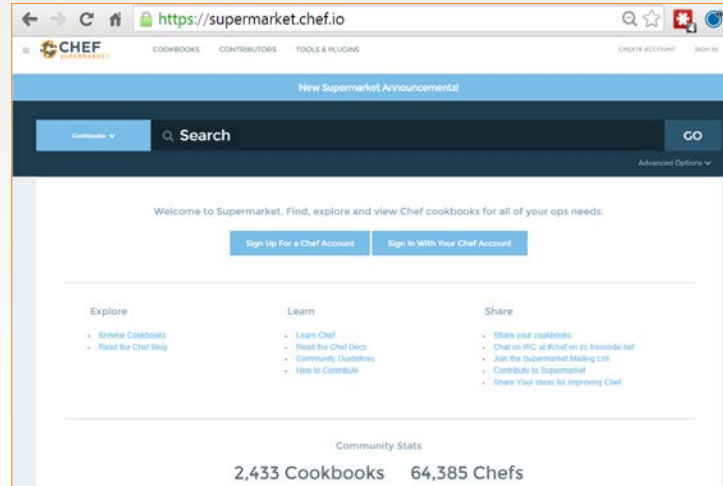 https://supermarket.chef.io
CHEF
SUPERMARKET
COOKBOOKS CONTRIBUTORS TOOLS & PLUGINS CREATE ACCOUNT SIGN IN
New Supermarket Announcements!
Cookbooks Search GO
Advanced Options
Welcome to Supermarket. Find, explore and view Chef cookbooks for all of your ops needs.
Sign Up For a Chef Account Sign In With Your Chef Account
Explore
Browse Cookbooks
Read the Chef Blog
Learn
Learn Chef
Read the Chef Docs
Community Guidelines
How to Contribute
Share
Share your cookbooks
Chat on IRC at #chef on irc.freenode.net
Join the Supermarket Mailing List
Contribute to Supermarket
Share Your Ideas for Improving Chef
Community Stats
2,433 Cookbooks 64,385 Chefs